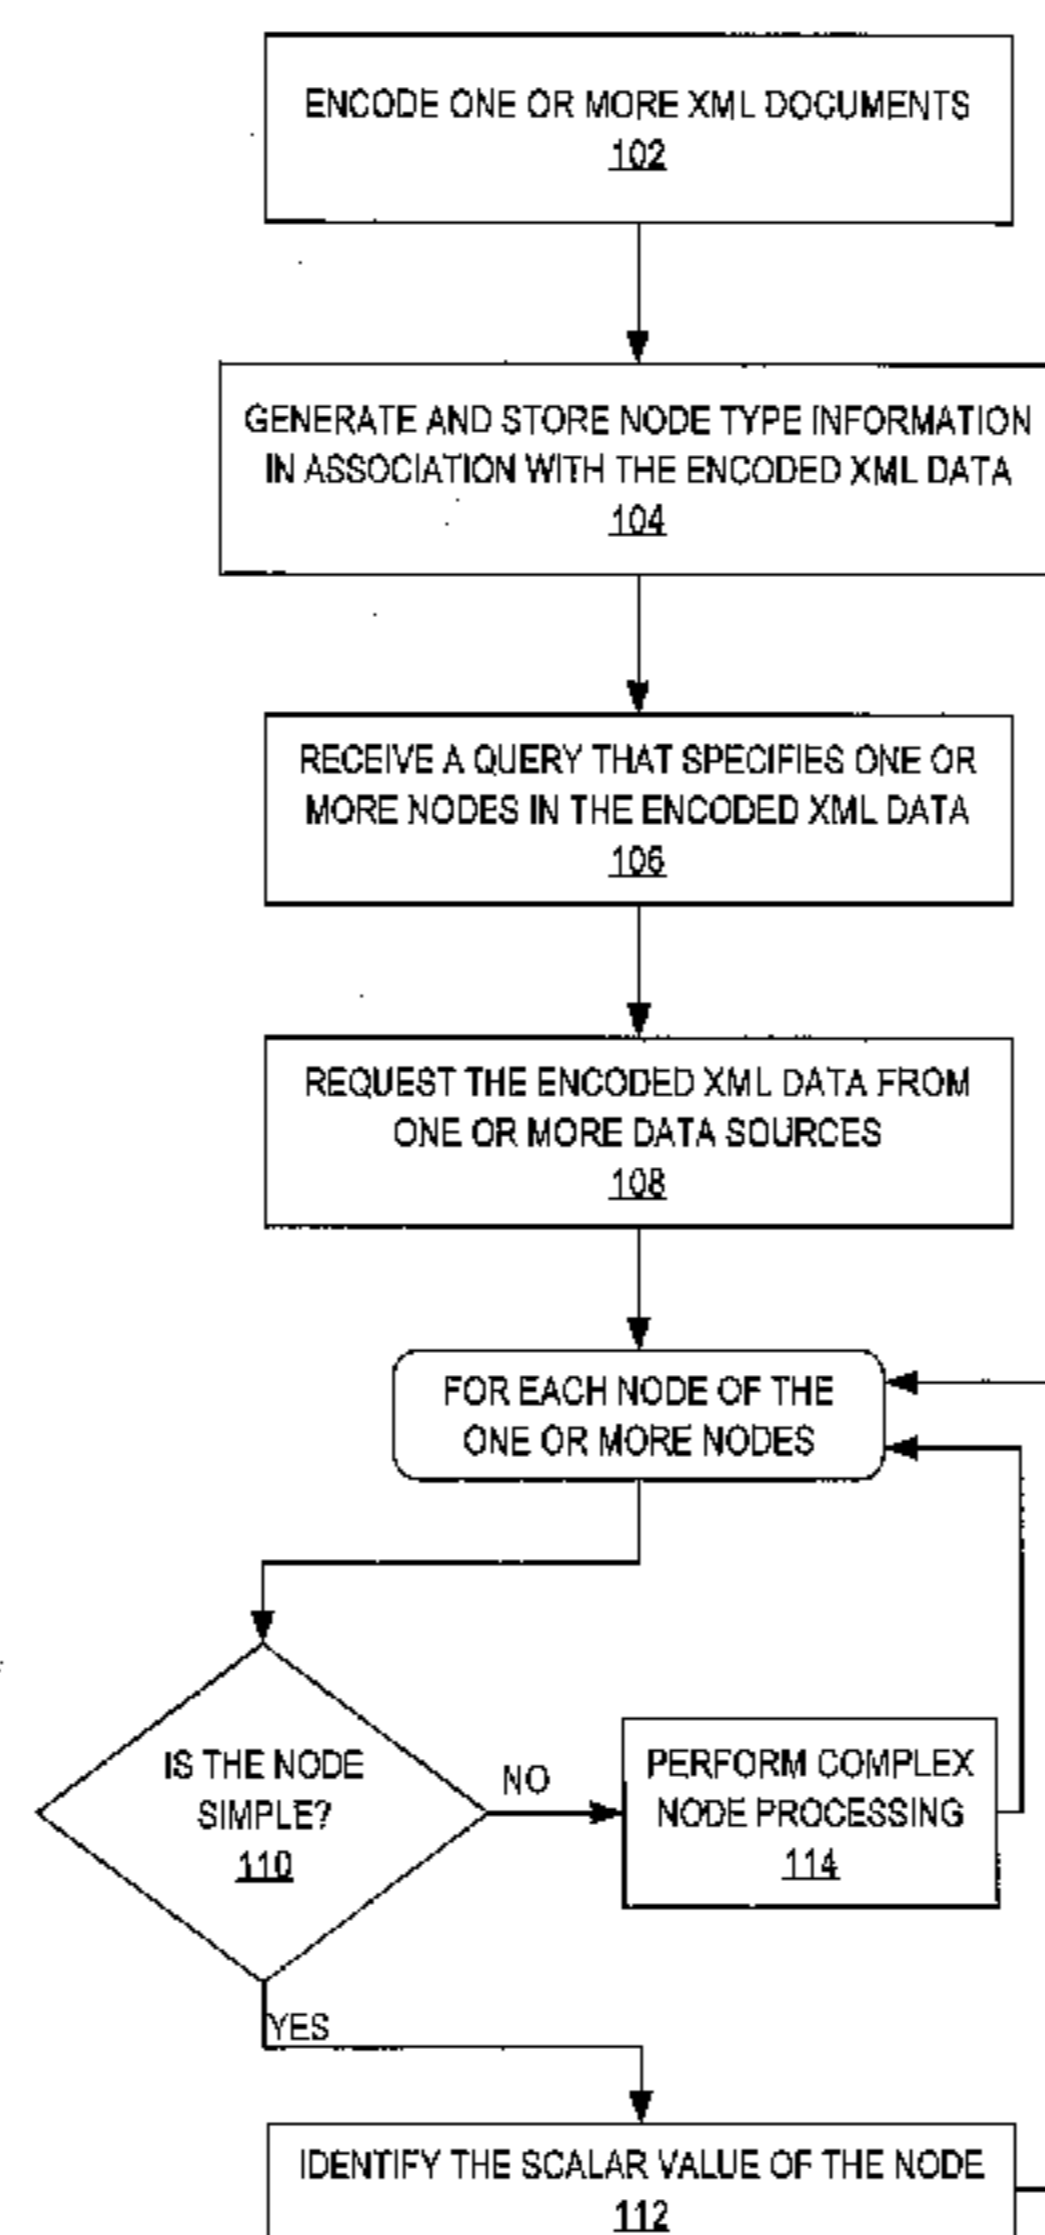 ENCODE ONE OR MORE XML DOCUMENTS
102
GENERATE AND STORE NODE TYPE INFORMATION
IN ASSOCIATION WITH THE ENCODED XML DATA
104
RECEIVE A QUERY THAT SPECIFIES ONE OR
MORE NODES IN THE ENCODED XML DATA
106
REQUEST THE ENCODED XML DATA FROM
ONE OR MORE DATA SOURCES
108
FOR EACH NODE OF THE
ONE OR MORE NODES
IS THE NODE
SIMPLE?
110
NO
PERFORM COMPLEX
NODE PROCESSING
114
YES
IDENTIFY THE SCALAR VALUE OF THE NODE
112